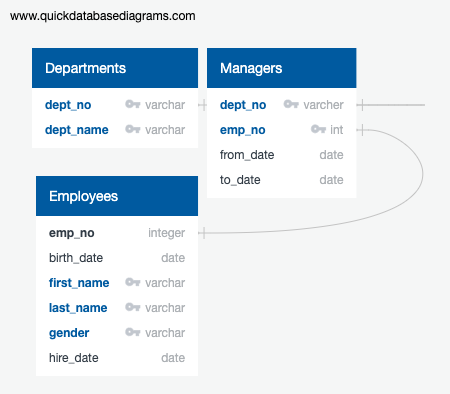 www.quickdatabasediagrams.com
Departments
dept_no varchar
dept_name varchar
Managers
dept_no varcher
emp_no int
from_date date
to_date date
Employees
emp_no integer
birth_date date
first_name varchar
last_name varchar
gender varchar
hire_date date